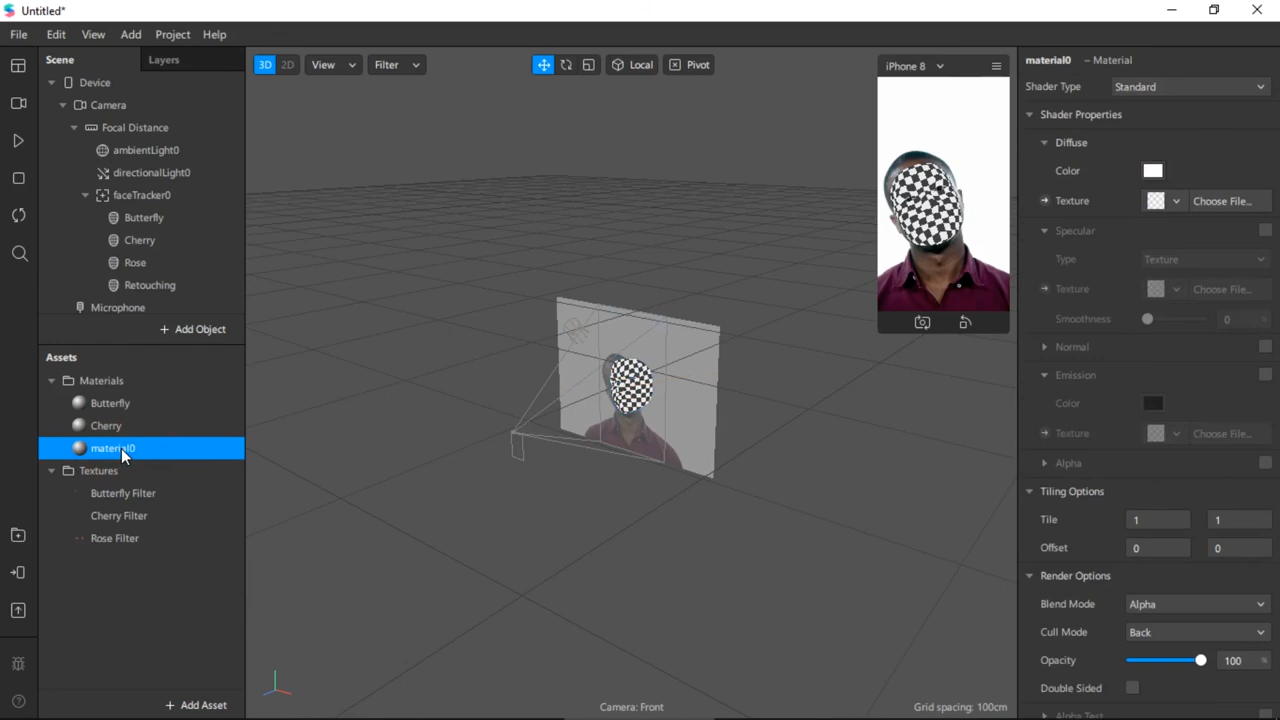 Untitled*
File Edit View Add Project Help
Scene Layers
Device
Camera
Focal Distance
ambientLight0
directionalLight0
faceTracker0
Butterfly
Cherry
Rose
Retouching
Microphone
+ Add Object
Assets
Materials
Butterfly
Cherry
material0
Textures
Butterfly Filter
Cherry Filter
Rose Filter
+ Add Asset
3D 2D View Filter Local Pivot
iPhone 8
Camera: Front
Grid spacing: 100cm
material0 – Material
Shader Type Standard
Shader Properties
Diffuse
Color
Texture Choose File...
Specular
Type Texture
Texture Choose File...
Smoothness 0 %
Normal
Emission
Color
Texture Choose File...
Alpha
Tiling Options
Tile 1 1
Offset 0 0
Render Options
Blend Mode Alpha
Cull Mode Back
Opacity 100 %
Double Sided
Alpha Test